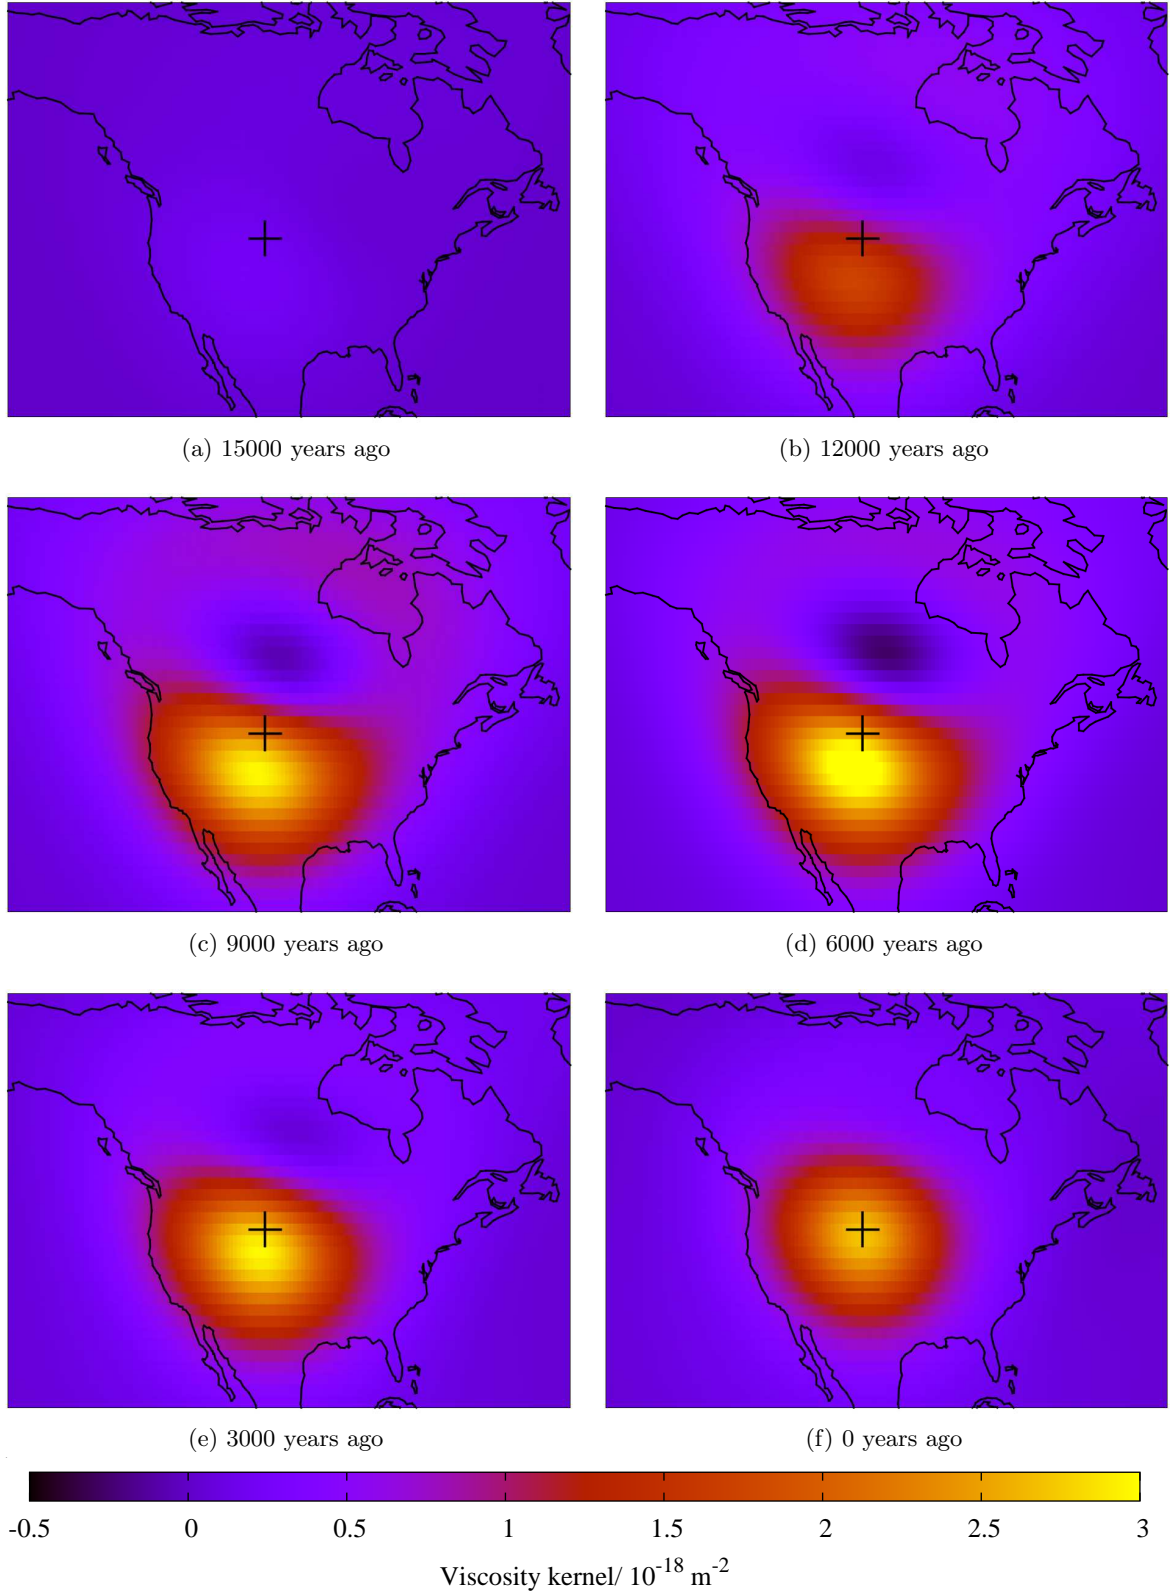 (a) 15000 years ago
(b) 12000 years ago
(c) 9000 years ago
(d) 6000 years ago
(e) 3000 years ago
(f) 0 years ago
-0.5 0 0.5 1 1.5 2 2.5 3
Viscosity kernel/ 10^-18 m^-2